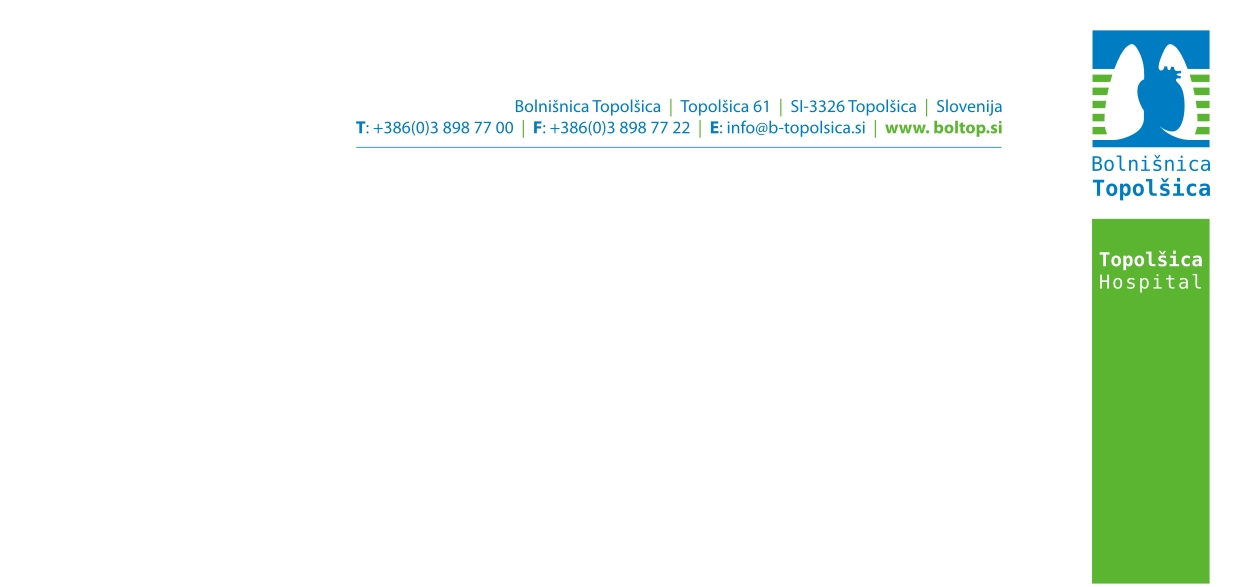 Bolnišnica Topolšica | Topolšica 61 | SI-3326 Topolšica | Slovenija
T: +386(0)3 898 77 00 | F: +386(0)3 898 77 22 | E: info@b-topolsica.si | www. boltop.si
Bolnišnica
Topolšica
Topolšica
Hospital